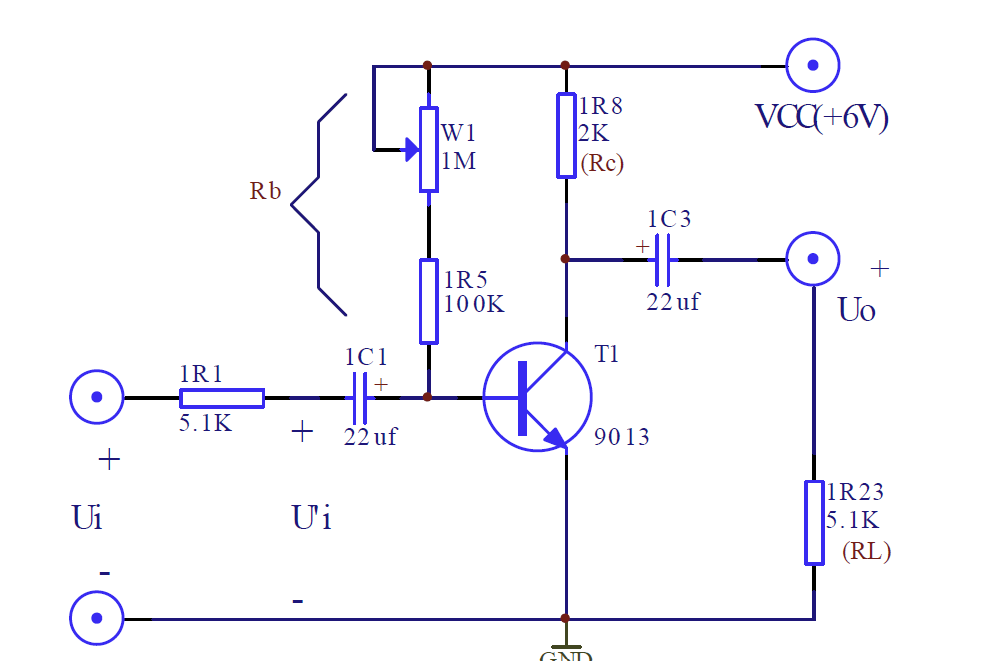 VCC(+6V)
1R8
2K
(Rc)
W1
1M
Rb
1C3
+
22uf
+
Uo
1R5
100K
T1
9013
1C1
+
22uf
1R1
5.1K
+
+
Ui
U'i
-
-
1R23
5.1K
(RL)
GND